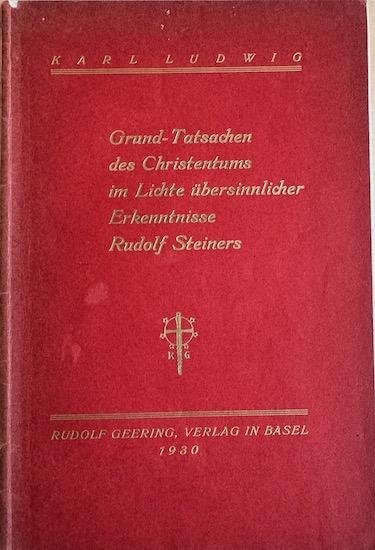 KARL LUDWIG
Grund-Tatsachen
des Christentums
im Lichte übersinnlicher
Erkenntnisse
Rudolf Steiners
K G
RUDOLF GEERING, VERLAG IN BASEL
1930